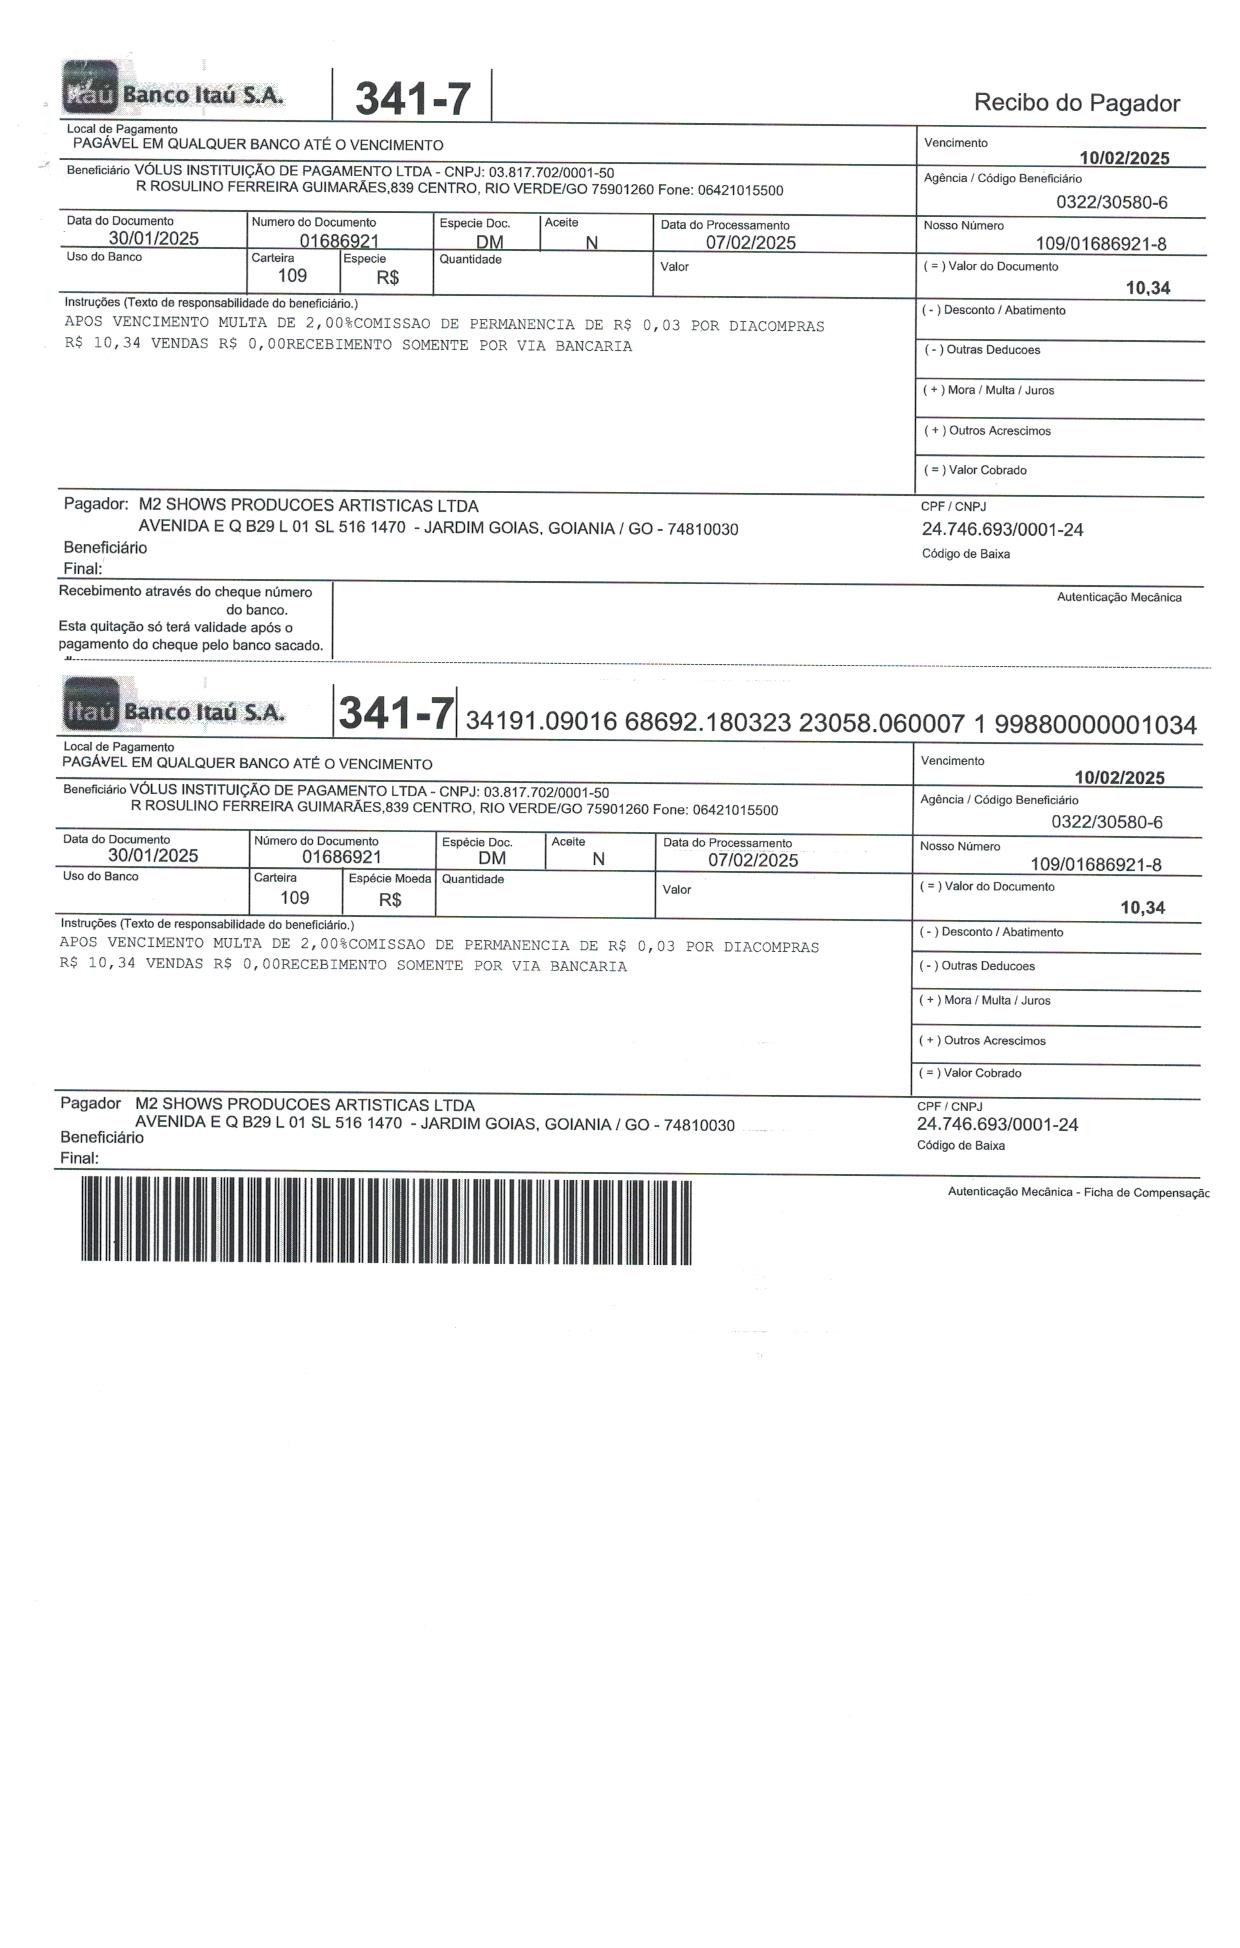 Itaú Banco Itaú S.A. 341-7 Recibo do Pagador
Local de Pagamento
PAGÁVEL EM QUALQUER BANCO ATÉ O VENCIMENTO
Vencimento
10/02/2025
Beneficiário VÓLUS INSTITUIÇÃO DE PAGAMENTO LTDA - CNPJ: 03.817.702/0001-50
R ROSULINO FERREIRA GUIMARÃES,839 CENTRO, RIO VERDE/GO 75901260 Fone: 06421015500
Agência / Código Beneficiário
0322/30580-6
Data do Documento Numero do Documento Especie Doc. Aceite Data do Processamento Nosso Número
30/01/2025 01686921 DM N 07/02/2025 109/01686921-8
Uso do Banco Carteira Especie Quantidade Valor ( = ) Valor do Documento
109 R$ 10,34
Instruções (Texto de responsabilidade do beneficiário.)
APOS VENCIMENTO MULTA DE 2,00%COMISSAO DE PERMANENCIA DE R$ 0,03 POR DIACOMPRAS
R$ 10,34 VENDAS R$ 0,00RECEBIMENTO SOMENTE POR VIA BANCARIA
( - ) Desconto / Abatimento
( - ) Outras Deducoes
( + ) Mora / Multa / Juros
( + ) Outros Acrescimos
( = ) Valor Cobrado
Pagador: M2 SHOWS PRODUCOES ARTISTICAS LTDA
AVENIDA E Q B29 L 01 SL 516 1470 - JARDIM GOIAS, GOIANIA / GO - 74810030
CPF / CNPJ
24.746.693/0001-24
Beneficiário
Final:
Código de Baixa
Recebimento através do cheque número
do banco.
Esta quitação só terá validade após o
pagamento do cheque pelo banco sacado.
Autenticação Mecânica
Itaú Banco Itaú S.A. 341-7 34191.09016 68692.180323 23058.060007 1 99880000001034
Local de Pagamento
PAGÁVEL EM QUALQUER BANCO ATÉ O VENCIMENTO
Vencimento
10/02/2025
Beneficiário VÓLUS INSTITUIÇÃO DE PAGAMENTO LTDA - CNPJ: 03.817.702/0001-50
R ROSULINO FERREIRA GUIMARÃES,839 CENTRO, RIO VERDE/GO 75901260 Fone: 06421015500
Agência / Código Beneficiário
0322/30580-6
Data do Documento Número do Documento Espécie Doc. Aceite Data do Processamento Nosso Número
30/01/2025 01686921 DM N 07/02/2025 109/01686921-8
Uso do Banco Carteira Espécie Moeda Quantidade Valor ( = ) Valor do Documento
109 R$ 10,34
Instruções (Texto de responsabilidade do beneficiário.)
APOS VENCIMENTO MULTA DE 2,00%COMISSAO DE PERMANENCIA DE R$ 0,03 POR DIACOMPRAS
R$ 10,34 VENDAS R$ 0,00RECEBIMENTO SOMENTE POR VIA BANCARIA
( - ) Desconto / Abatimento
( - ) Outras Deducoes
( + ) Mora / Multa / Juros
( + ) Outros Acrescimos
( = ) Valor Cobrado
Pagador M2 SHOWS PRODUCOES ARTISTICAS LTDA
AVENIDA E Q B29 L 01 SL 516 1470 - JARDIM GOIAS, GOIANIA / GO - 74810030
CPF / CNPJ
24.746.693/0001-24
Beneficiário
Final:
Código de Baixa
Autenticação Mecânica - Ficha de Compensação